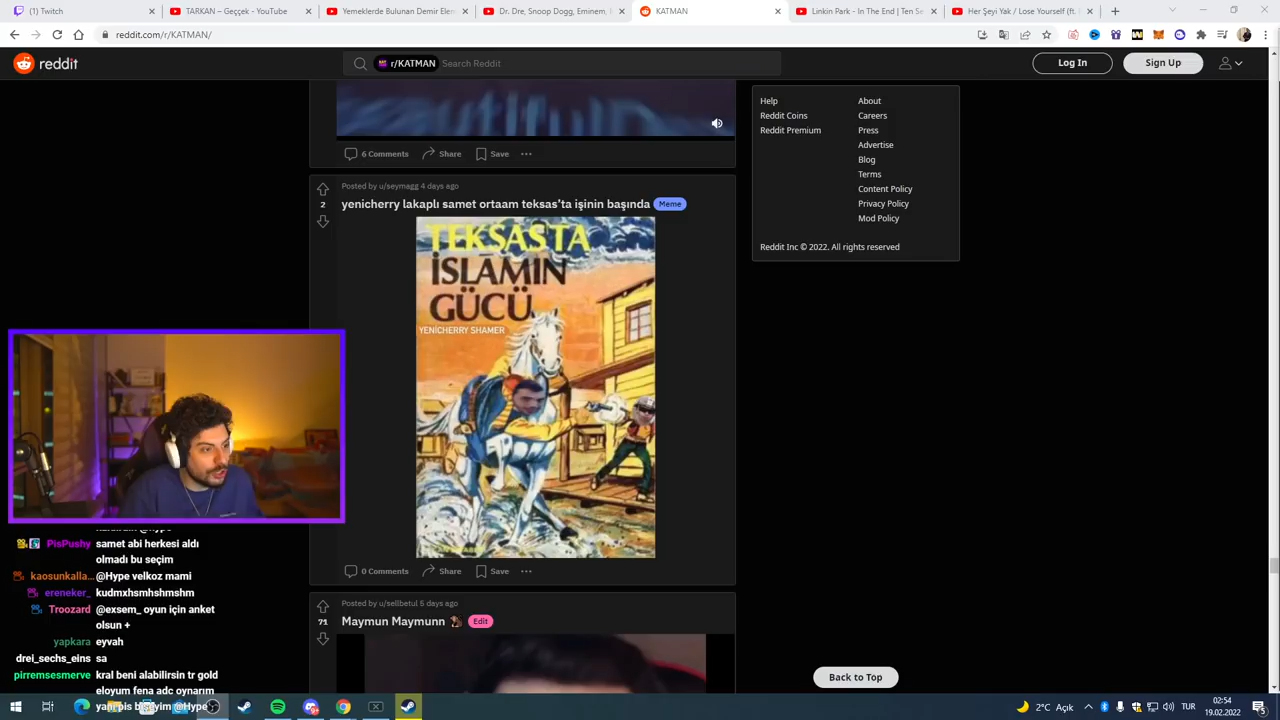 (1) Twitch
TARKAN – Geççek - YouTube
Yemeklerde Bulunan Demir Elem
Dr. Dre, Snoop Dogg, Eminem,
KATMAN
Linkin Park - In The End | Ten Se
Her Şeyi Yak / Lose Yourself (ft.
reddit.com/r/KATMAN/
reddit
r/KATMAN
Search Reddit
Log In
Sign Up
6 Comments
Share
Save
Posted by u/seymagg 4 days ago
2
yenicherry lakaplı samet ortaam teksas'ta işinin başında
Meme
TEKSAS'TA
İSLAMIN
GÜCÜ
YENİCHERRY SHAMER
0 Comments
Share
Save
Posted by u/sellbetul 5 days ago
71
Maymun Maymunn
Edit
Help
About
Reddit Coins
Careers
Reddit Premium
Press
Advertise
Blog
Terms
Content Policy
Privacy Policy
Mod Policy
Reddit Inc © 2022. All rights reserved
Back to Top
PisPushy samet abi herkesi aldı
olmadı bu seçim
kaosunkalla... @Hype velkoz mami
ereneker_ kudmxhsmhshmshm
Troozard @exsem_ oyun için anket
olsun +
yapkara eyvah
drei_sechs_eins sa
pirremsesmerve kral beni alabilirsin tr gold
eloyum fena adc oynarım
2°C Açık
TUR
02:54
19.02.2022